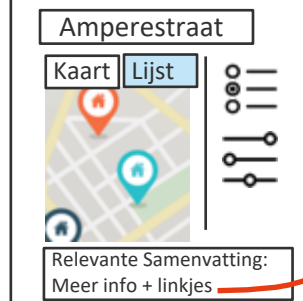 Amperestraat
Kaart Lijst
Relevante Samenvatting:
Meer info + linkjes